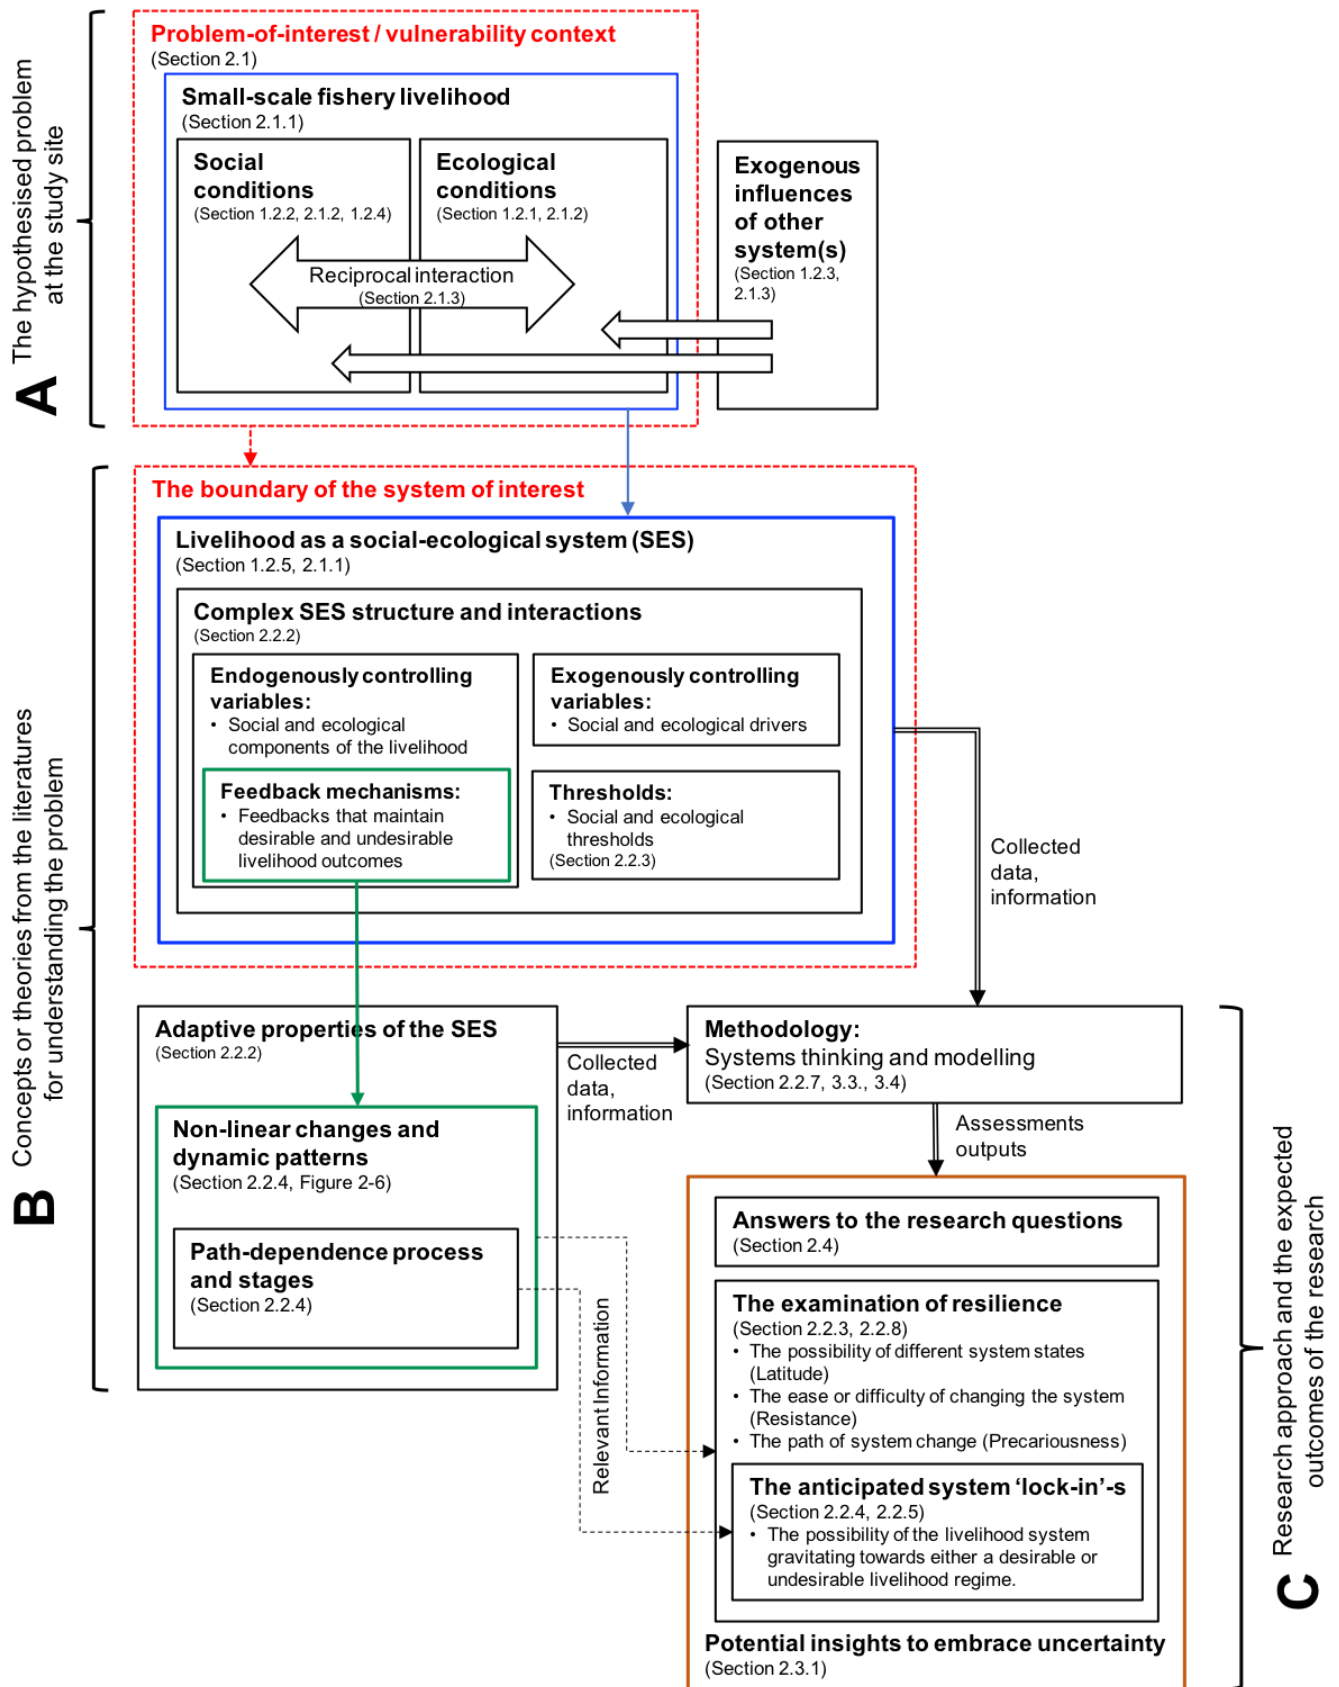 Problem-of-interest / vulnerability context
(Section 2.1)
Small-scale fishery livelihood
(Section 2.1.1)
Social
conditions
(Section 1.2.2, 2.1.2, 1.2.4)
Ecological
conditions
(Section 1.2.1, 2.1.2)
Reciprocal interaction
(Section 2.1.3)
Exogenous
influences
of other
system(s)
(Section 1.2.3,
2.1.3)
A The hypothesised problem
at the study site
The boundary of the system of interest
Livelihood as a social-ecological system (SES)
(Section 1.2.5, 2.1.1)
Complex SES structure and interactions
(Section 2.2.2)
Endogenously controlling
variables:
• Social and ecological
components of the livelihood
Feedback mechanisms:
• Feedbacks that maintain
desirable and undesirable
livelihood outcomes
Exogenously controlling
variables:
• Social and ecological drivers
Thresholds:
• Social and ecological
thresholds
(Section 2.2.3)
Collected
data,
information
B Concepts or theories from the literatures
for understanding the problem
Adaptive properties of the SES
(Section 2.2.2)
Non-linear changes and
dynamic patterns
(Section 2.2.4, Figure 2-6)
Path-dependence process
and stages
(Section 2.2.4)
Collected
data,
information
Relevant Information
Methodology:
Systems thinking and modelling
(Section 2.2.7, 3.3., 3.4)
Assessments
outputs
Answers to the research questions
(Section 2.4)
The examination of resilience
(Section 2.2.3, 2.2.8)
• The possibility of different system states
(Latitude)
• The ease or difficulty of changing the system
(Resistance)
• The path of system change (Precariousness)
The anticipated system ‘lock-in’-s
(Section 2.2.4, 2.2.5)
• The possibility of the livelihood system
gravitating towards either a desirable or
undesirable livelihood regime.
Potential insights to embrace uncertainty
(Section 2.3.1)
C Research approach and the expected
outcomes of the research